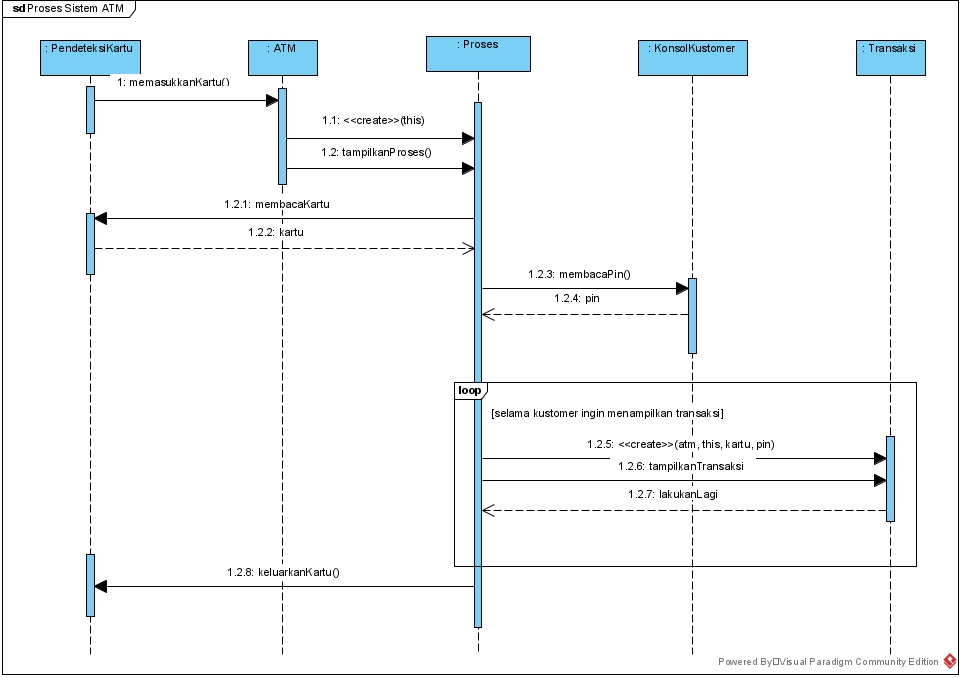 sd Proses Sistem ATM
: PendeteksiKartu
: ATM
: Proses
: KonsolKustomer
: Transaksi
1: memasukkanKartu()
1.1: <<create>>(this)
1.2: tampilkanProses()
1.2.1: membacaKartu
1.2.2: kartu
1.2.3: membacaPin()
1.2.4: pin
loop
[selama kustomer ingin menampilkan transaksi]
1.2.5: <<create>>(atm, this, kartu, pin)
1.2.6: tampilkanTransaksi
1.2.7: lakukanLagi
1.2.8: keluarkanKartu()
Powered By Visual Paradigm Community Edition